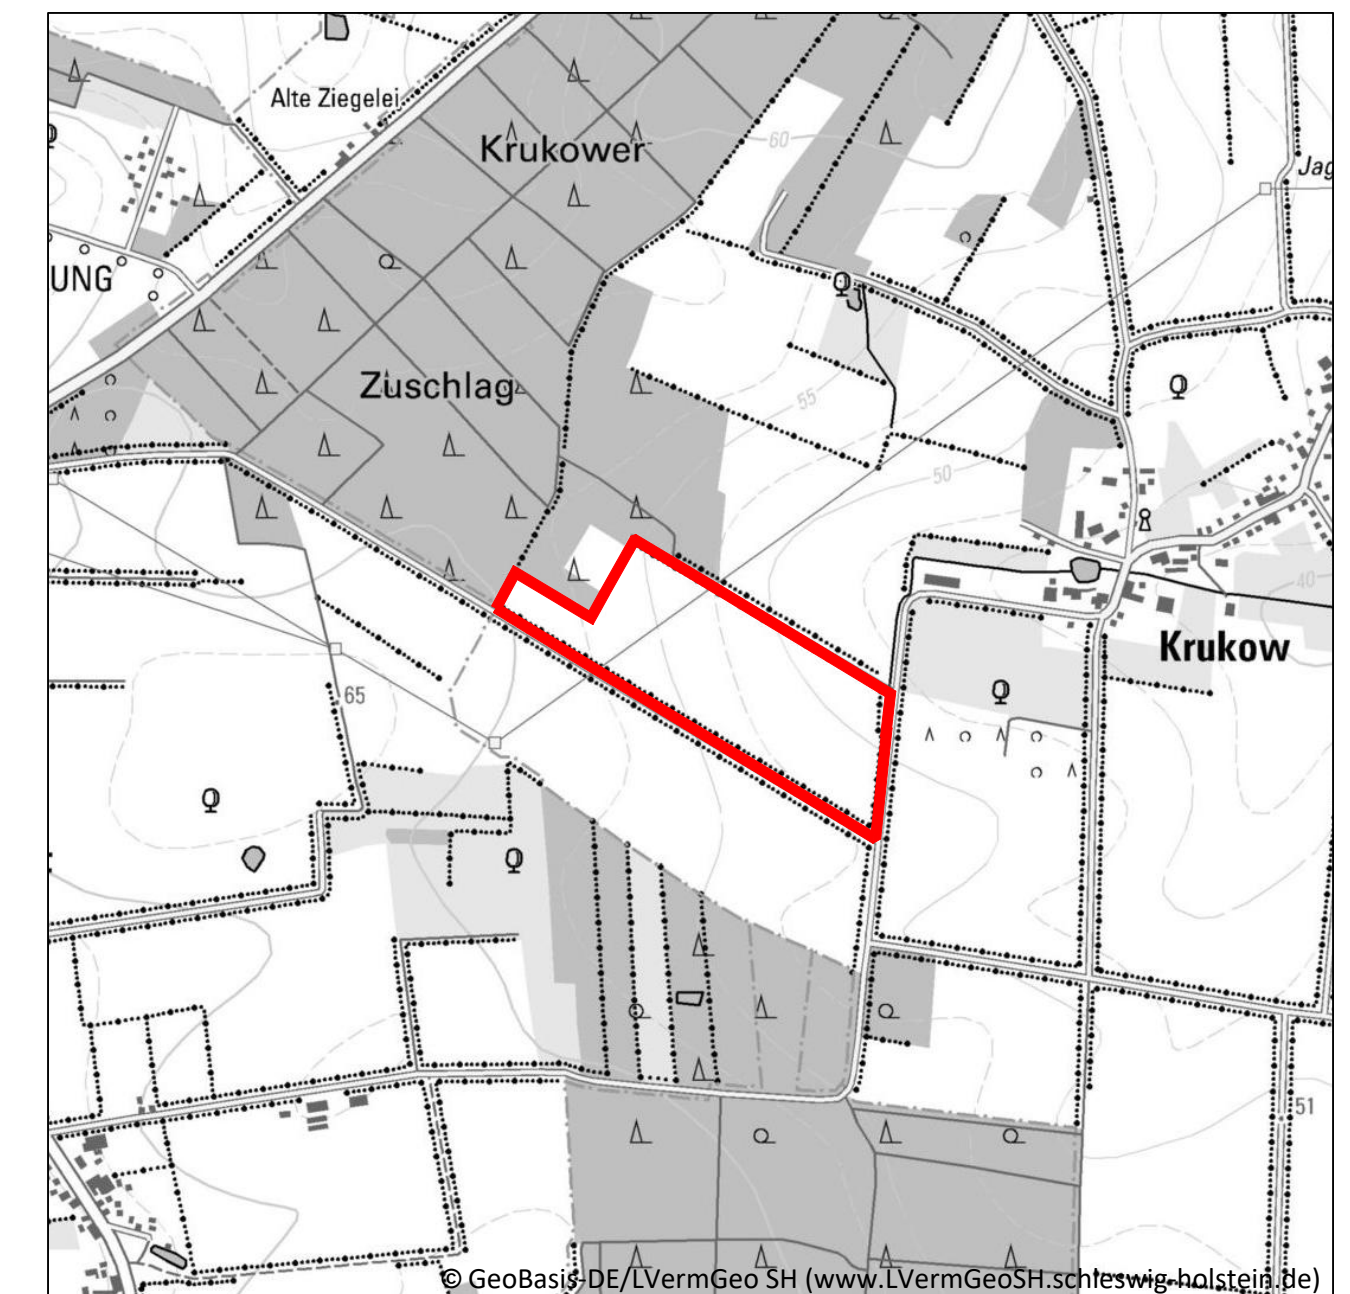 Alte Ziegelei
Krukower
60
Jag
UNG
Zuschlag
55
50
40
Krukow
65
51
© GeoBasis-DE/LVermGeo SH (www.LVermGeoSH.schleswig-holstein.de)